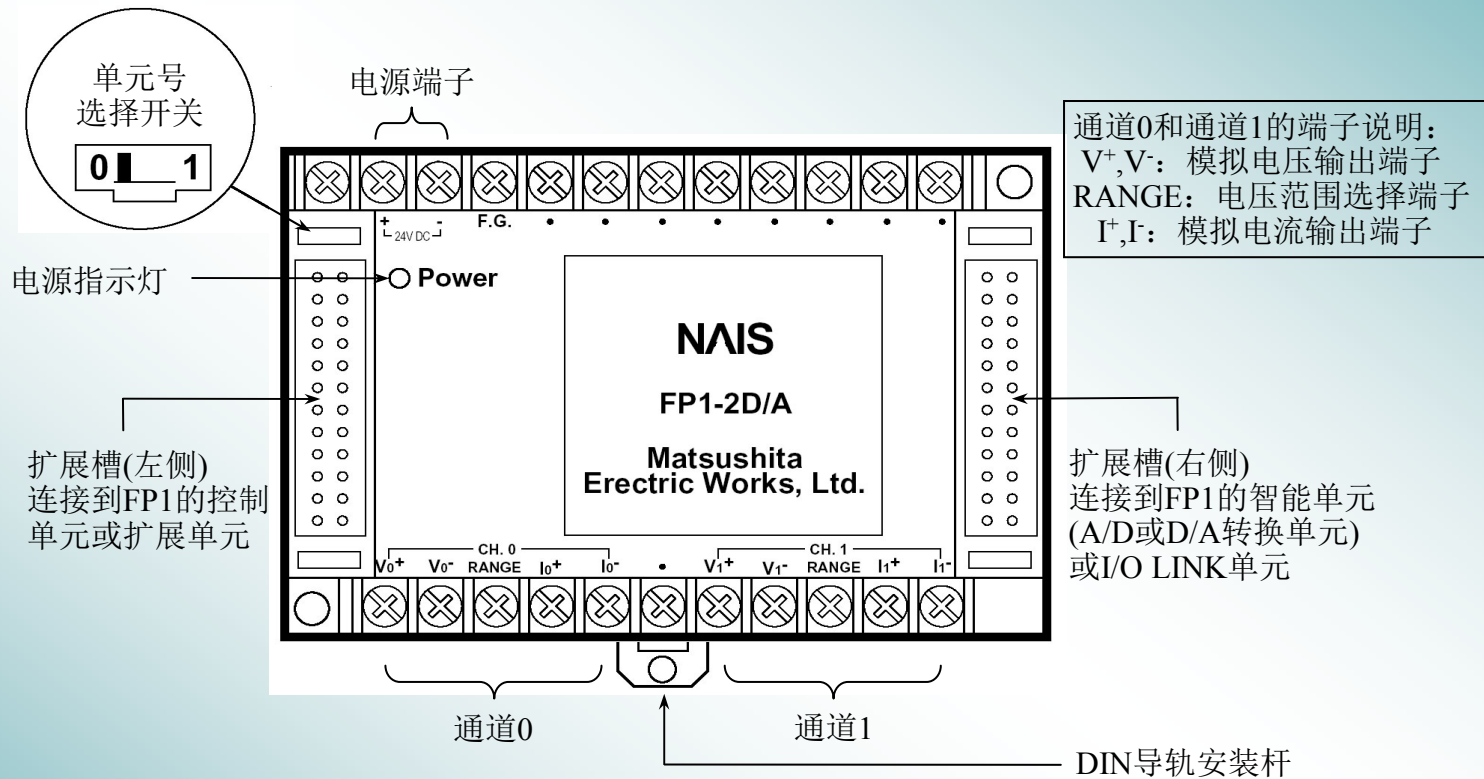 单元号
选择开关
0 1
电源端子
通道0和通道1的端子说明：
V⁺,V⁻：模拟电压输出端子
RANGE：电压范围选择端子
I⁺,I⁻：模拟电流输出端子
+ - F.G.
24V DC
电源指示灯
Power
NAIS
FP1-2D/A
Matsushita
Erectric Works, Ltd.
扩展槽(左侧)
连接到FP1的控制
单元或扩展单元
扩展槽(右侧)
连接到FP1的智能单元
(A/D或D/A转换单元)
或I/O LINK单元
CH. 0 CH. 1
V₀⁺ V₀⁻ RANGE I₀⁺ I₀⁻ • V₁⁺ V₁⁻ RANGE I₁⁺ I₁⁻
通道0 通道1
DIN导轨安装杆